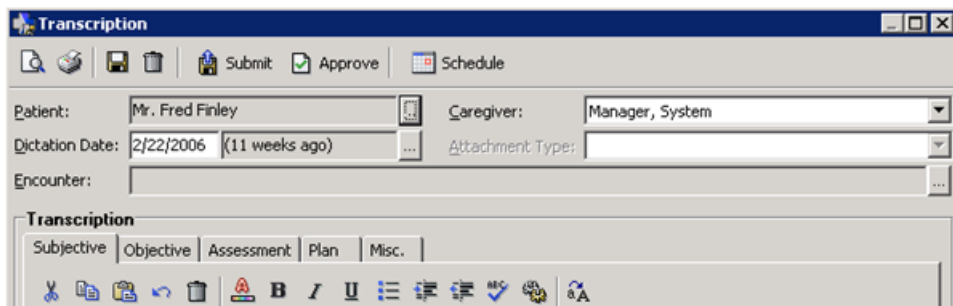 Transcription
Submit Approve Schedule
Patient: Mr. Fred Finley Caregiver: Manager, System
Dictation Date: 2/22/2006 (11 weeks ago) ... Attachment Type:
Encounter: ...
Transcription
Subjective Objective Assessment Plan Misc.
B I U ABC A